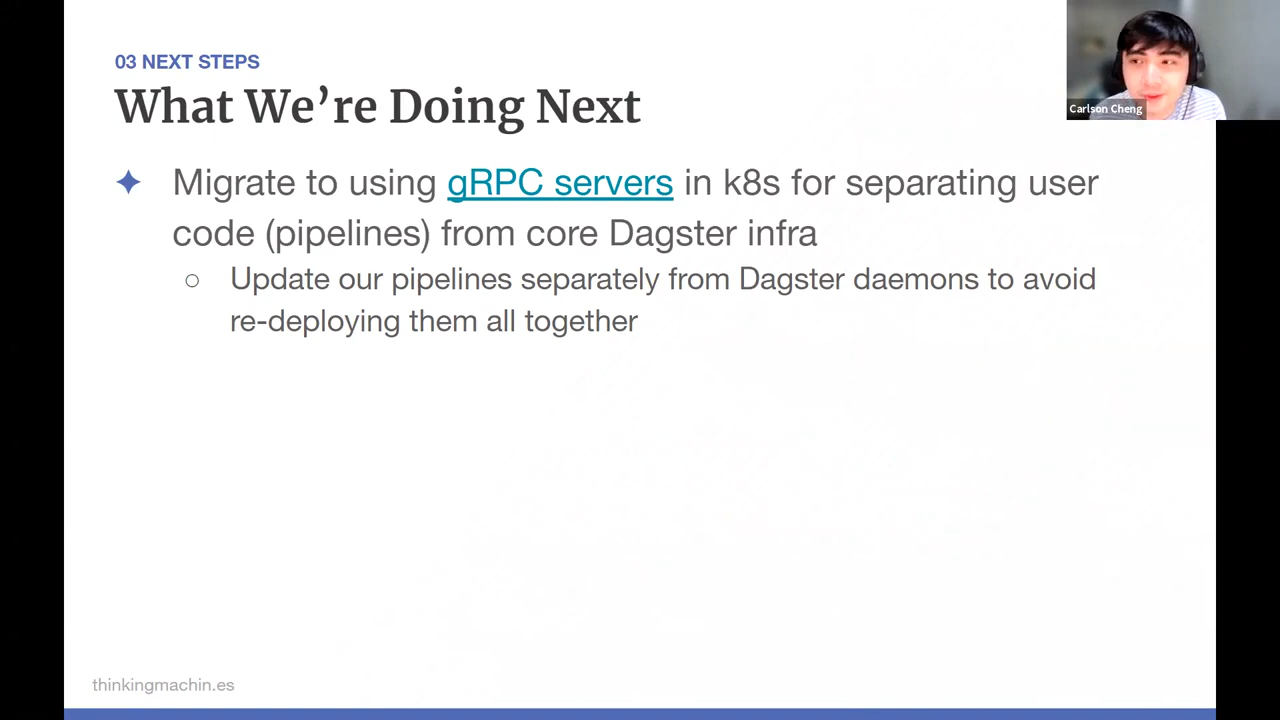 03 NEXT STEPS
What We’re Doing Next
Carlson Cheng
Migrate to using gRPC servers in k8s for separating user
code (pipelines) from core Dagster infra
Update our pipelines separately from Dagster daemons to avoid
re-deploying them all together
thinkingmachin.es